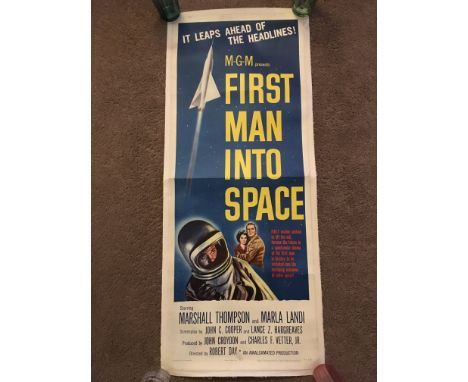 IT LEAPS AHEAD OF
THE HEADLINES!
M-G-M presents
FIRST
MAN
INTO
SPACE
Starring
MARSHALL THOMPSON and MARLA LANDI
Screenplay by JOHN C. COOPER and LANCE Z. HARGREAVES
Produced by JOHN CROYDON and CHARLES F. VETTER, JR.
Directed by ROBERT DAY • AN AMALGAMATED PRODUCTION